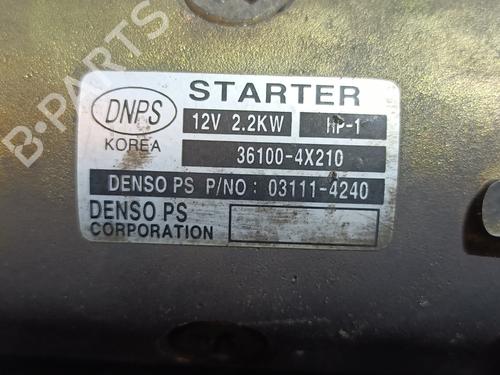 DNPS
KOREA
STARTER
12V 2.2KW HP-1
36100-4X210
DENSO PS P/NO : 03111-4240
DENSO PS
CORPORATION
B-PARTS